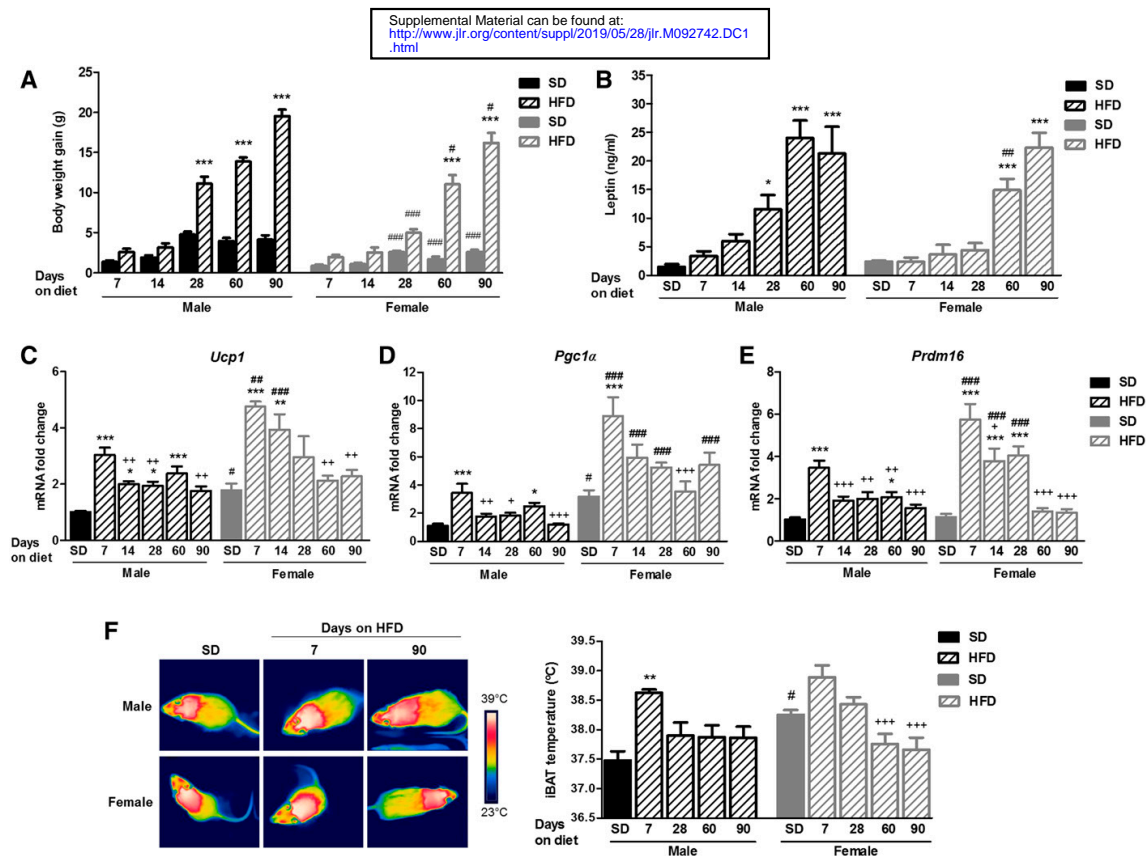 Supplemental Material can be found at:
http://www.jlr.org/content/suppl/2019/05/28/jlr.M092742.DC1
.html
A
Body weight gain (g)
25
20
15
10
5
0
*** *** *** ### ### ### # *** ### # ***
SD
HFD
SD
HFD
Days
on diet
7 14 28 60 90 7 14 28 60 90
Male Female
B
Leptin (ng/ml)
35
30
25
20
15
10
5
0
* *** *** ## *** ***
SD
HFD
SD
HFD
Days
on diet
SD 7 14 28 60 90 SD 7 14 28 60 90
Male Female
C
Ucp1
mRNA fold change
6
4
2
0
*** ++ * ++ * *** ++ # ## *** ### ** ++ ++
Days
on diet
SD 7 14 28 60 90 SD 7 14 28 60 90
Male Female
D
Pgc1α
mRNA fold change
12
10
8
6
4
2
0
*** ++ + * +++ # ### *** ### ### +++ ###
SD 7 14 28 60 90 SD 7 14 28 60 90
Male Female
E
Prdm16
mRNA fold change
8
6
4
2
0
*** +++ ++ ++ * +++ ### *** ### + *** ### *** +++ +++
SD
HFD
SD
HFD
SD 7 14 28 60 90 SD 7 14 28 60 90
Male Female
F
Days on HFD
SD 7 90
Male
Female
39°C
23°C
iBAT temperature (ºC)
39.5
39.0
38.5
38.0
37.5
37.0
36.5
** # +++ +++
SD
HFD
SD
HFD
Days
on diet
SD 7 28 60 90 SD 7 28 60 90
Male Female